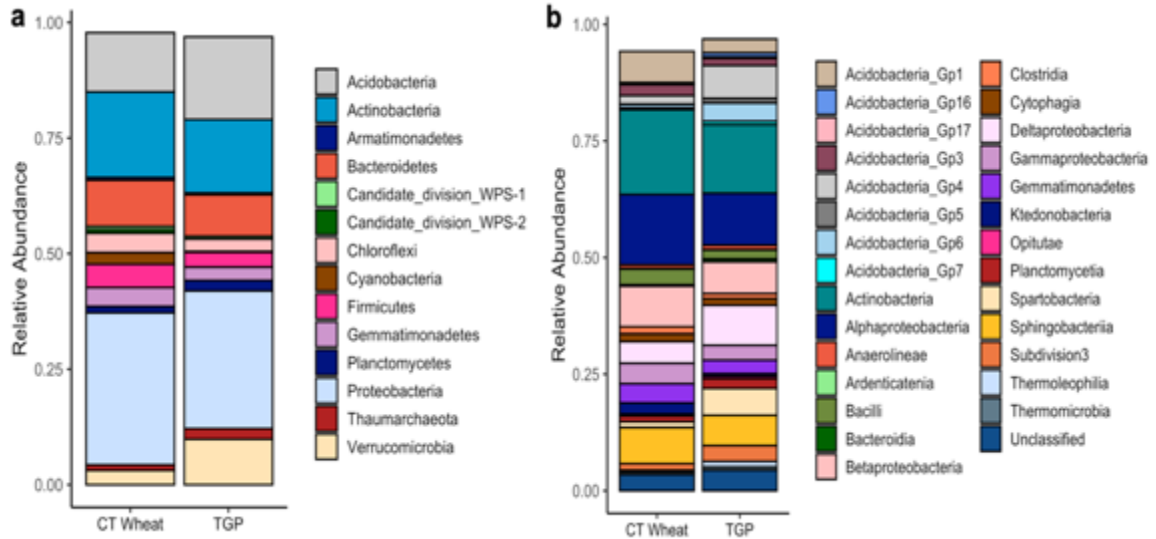 a
1.00
0.75
0.50
0.25
0.00
Relative Abundance
CT Wheat
TGP
Acidobacteria
Actinobacteria
Armatimonadetes
Bacteroidetes
Candidate_division_WPS-1
Candidate_division_WPS-2
Chloroflexi
Cyanobacteria
Firmicutes
Gemmatimonadetes
Planctomycetes
Proteobacteria
Thaumarchaeota
Verrucomicrobia
b
1.00
0.75
0.50
0.25
0.00
Relative Abundance
CT Wheat
TGP
Acidobacteria_Gp1
Acidobacteria_Gp16
Acidobacteria_Gp17
Acidobacteria_Gp3
Acidobacteria_Gp4
Acidobacteria_Gp5
Acidobacteria_Gp6
Acidobacteria_Gp7
Actinobacteria
Alphaproteobacteria
Anaerolineae
Ardenticatenia
Bacilli
Bacteroidia
Betaproteobacteria
Clostridia
Cytophagia
Deltaproteobacteria
Gammaproteobacteria
Gemmatimonadetes
Ktedonobacteria
Opitutae
Planctomycetia
Spartobacteria
Sphingobacteriia
Subdivision3
Thermoleophilia
Thermomicrobia
Unclassified